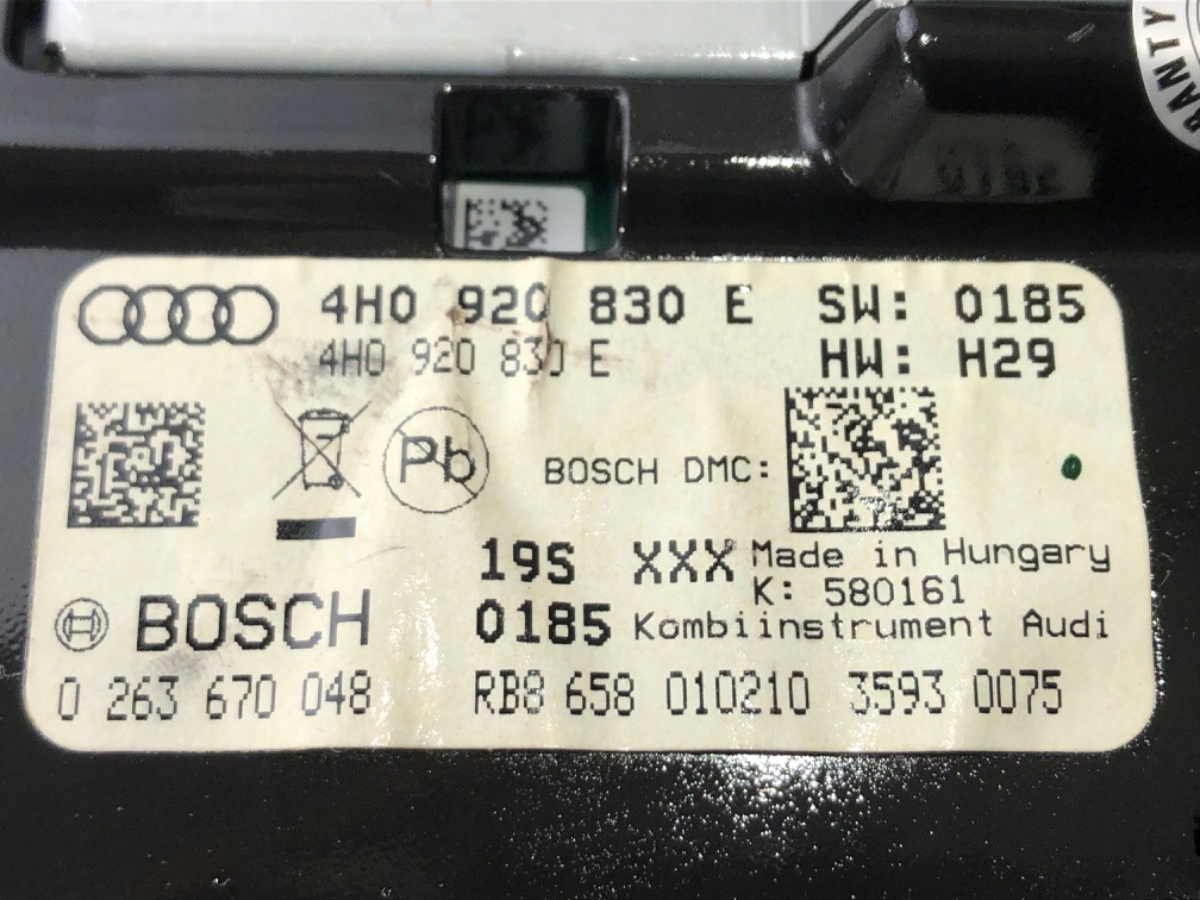 RANTY
4H0 920 830 E SW: 0185
4H0 920 830 E HW: H29
Pb
BOSCH DMC:
19S XXX Made in Hungary
K: 580161
BOSCH 0185 Kombiinstrument Audi
0 263 670 048 RB8 658 010210 3593 0075